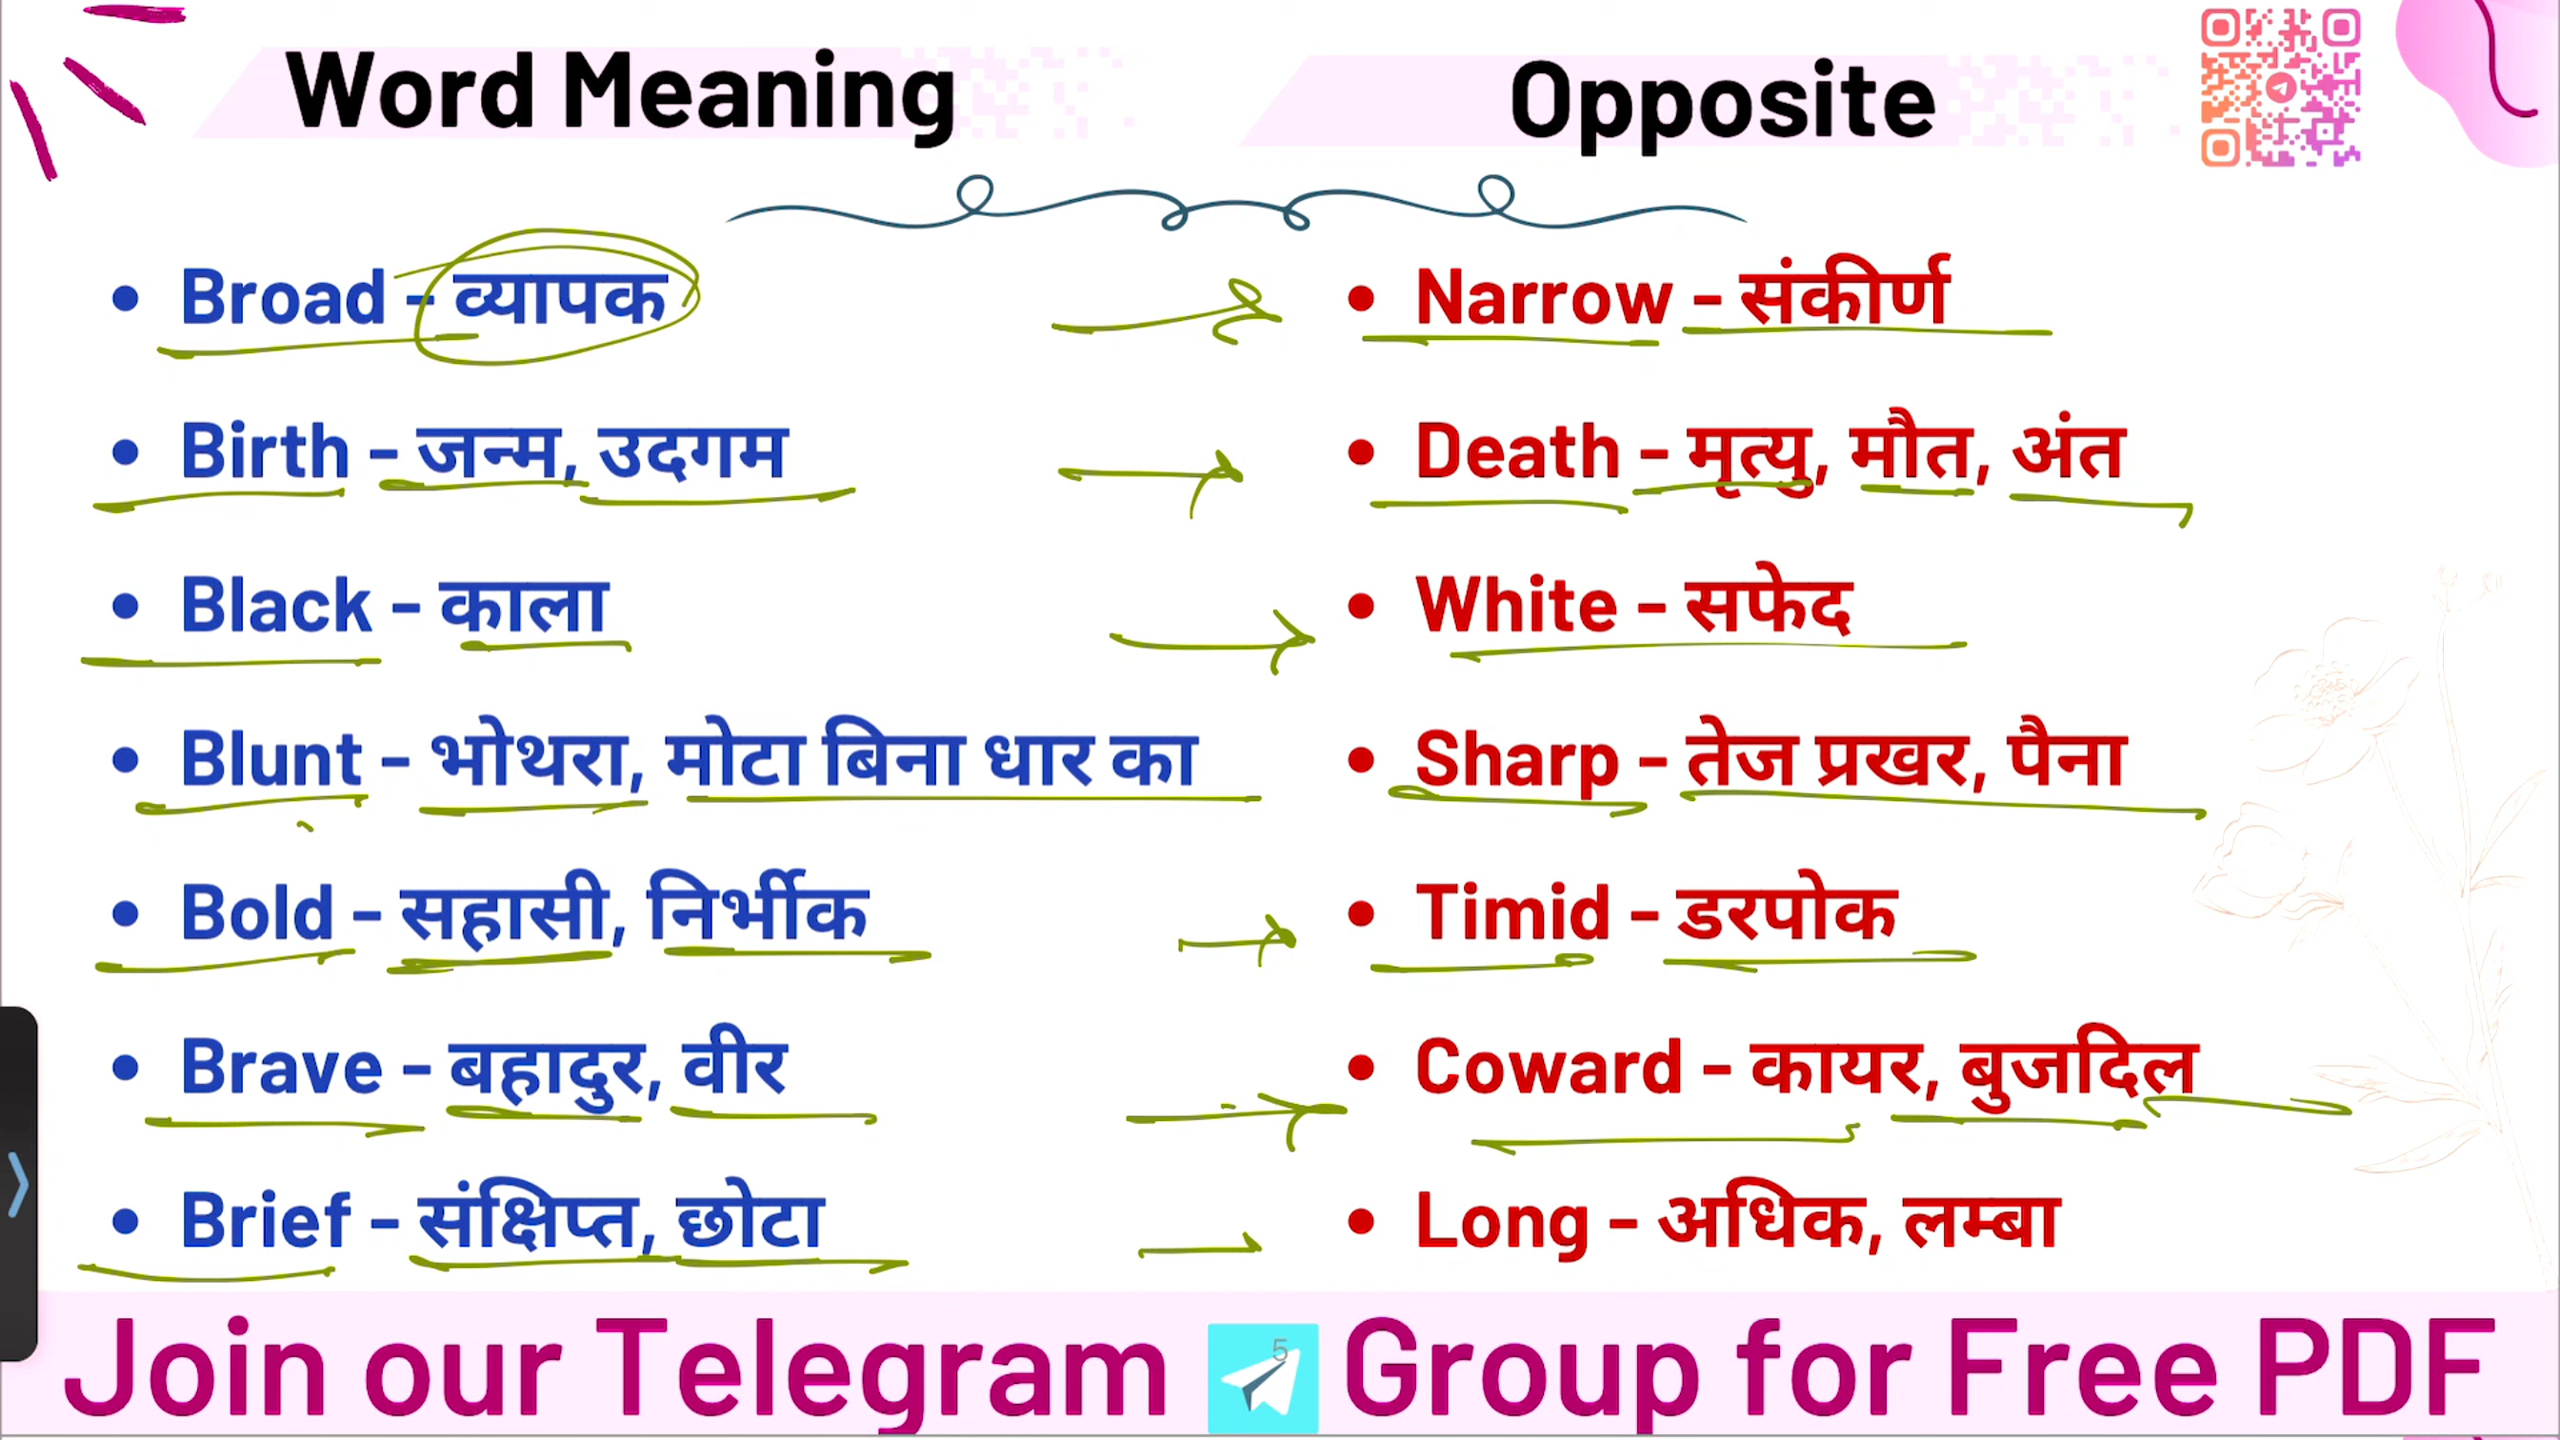 Word Meaning
Opposite
• Broad - व्यापक
• Narrow - संकीर्ण
• Birth - जन्म, उदगम
• Death - मृत्यु, मौत, अंत
• Black - काला
• White - सफेद
• Blunt - भोथरा, मोटा बिना धार का
• Sharp - तेज प्रखर, पैना
• Bold - सहासी, निर्भीक
• Timid - डरपोक
• Brave - बहादुर, वीर
• Coward - कायर, बुजदिल
• Brief - संक्षिप्त, छोटा
• Long - अधिक, लम्बा
Join our Telegram 5 Group for Free PDF